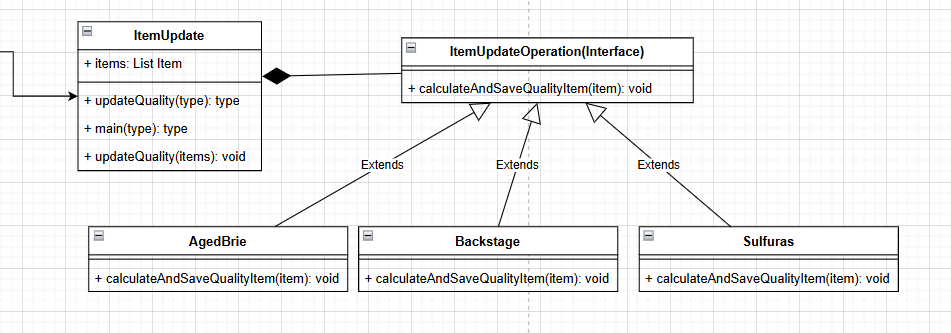 ItemUpdate
+ items: List Item
+ updateQuality(type): type
+ main(type): type
+ updateQuality(items): void
ItemUpdateOperation(Interface)
+ calculateAndSaveQualityItem(item): void
Extends
Extends
Extends
AgedBrie
+ calculateAndSaveQualityItem(item): void
Backstage
+ calculateAndSaveQualityItem(item): void
Sulfuras
+ calculateAndSaveQualityItem(item): void